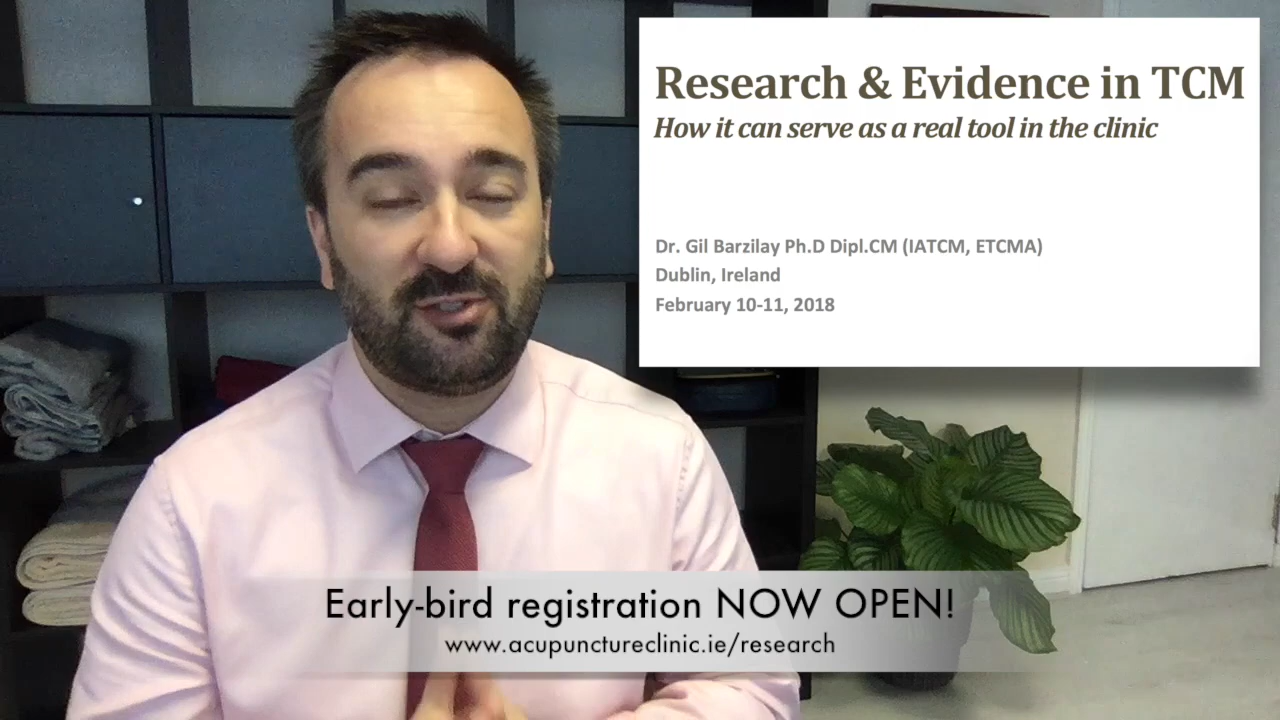 Research & Evidence in TCM
How it can serve as a real tool in the clinic
Dr. Gil Barzilay Ph.D Dipl.CM (IATCM, ETCMA)
Dublin, Ireland
February 10-11, 2018
Early-bird registration NOW OPEN!
www.acupunctureclinic.ie/research